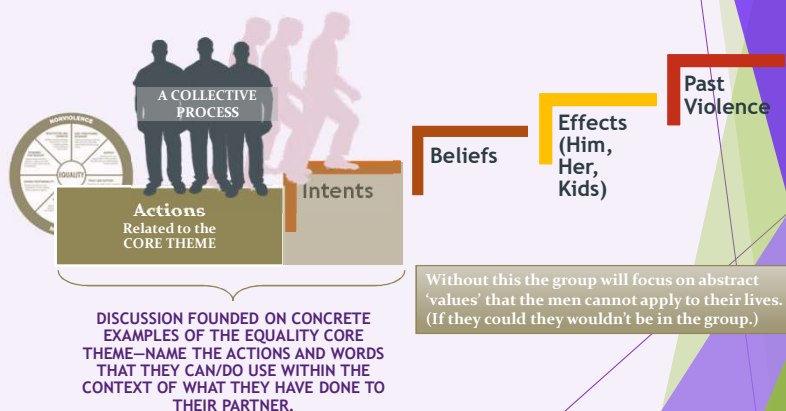 A COLLECTIVE
PROCESS
NONVIOLENCE
EQUALITY
Actions
Related to the
CORE THEME
Intents
Beliefs
Effects
(Him,
Her,
Kids)
Past
Violence
Without this the group will focus on abstract
‘values’ that the men cannot apply to their lives.
(If they could they wouldn’t be in the group.)
DISCUSSION FOUNDED ON CONCRETE
EXAMPLES OF THE EQUALITY CORE
THEME—NAME THE ACTIONS AND WORDS
THAT THEY CAN/DO USE WITHIN THE
CONTEXT OF WHAT THEY HAVE DONE TO
THEIR PARTNER.